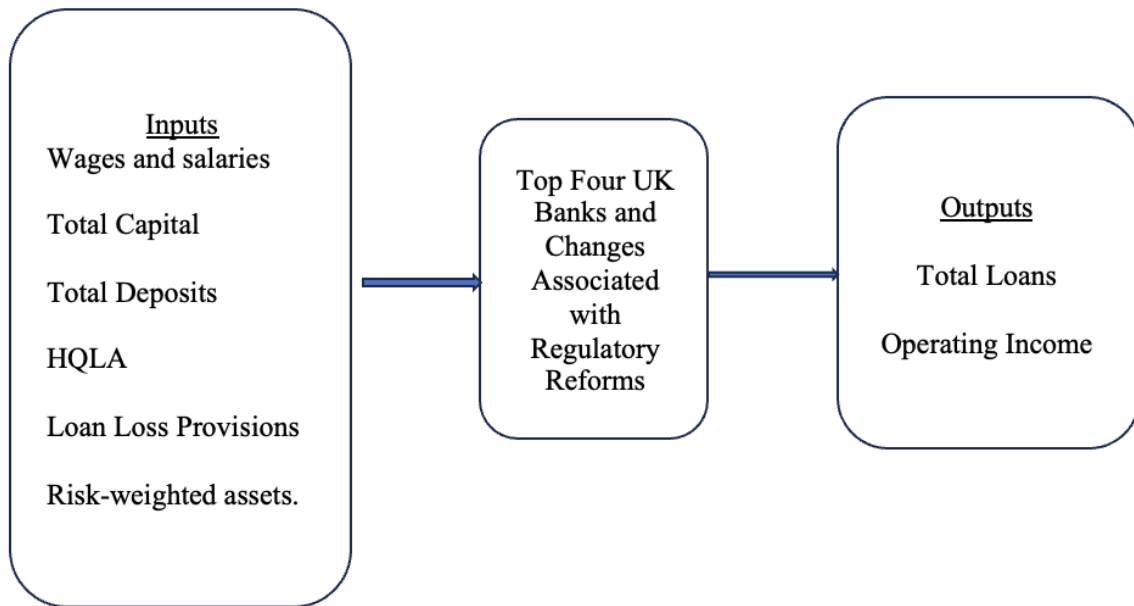 Inputs
Wages and salaries
Total Capital
Total Deposits
HQLA
Loan Loss Provisions
Risk-weighted assets.
Top Four UK
Banks and
Changes
Associated
with
Regulatory
Reforms
Outputs
Total Loans
Operating Income